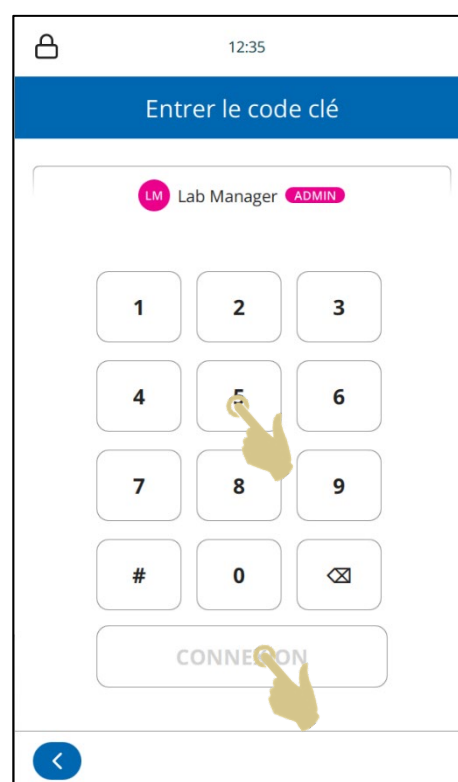 12:35
Entrer le code clé
LM Lab Manager ADMIN
1 2 3
4 5 6
7 8 9
# 0
CONNEXION